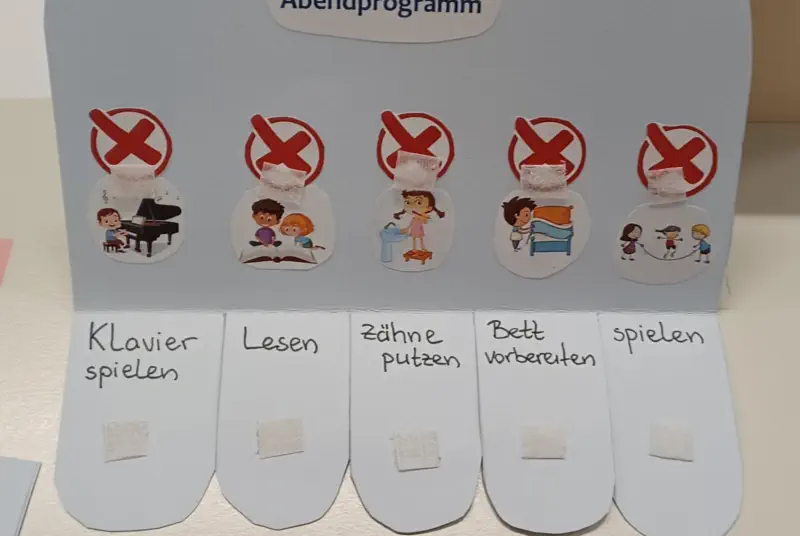 Abendprogramm
Klavier
spielen
Lesen
Zähne
putzen
Bett
vorbereiten
spielen